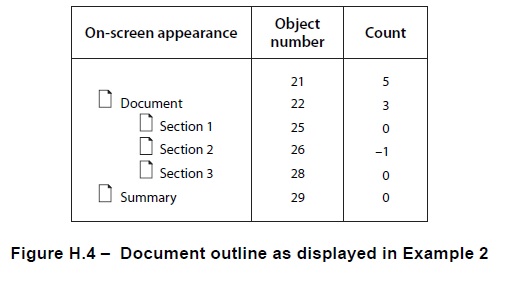 On-screen appearance Object number Count
21 5
Document 22 3
Section 1 25 0
Section 2 26 –1
Section 3 28 0
Summary 29 0
Figure H.4 – Document outline as displayed in Example 2